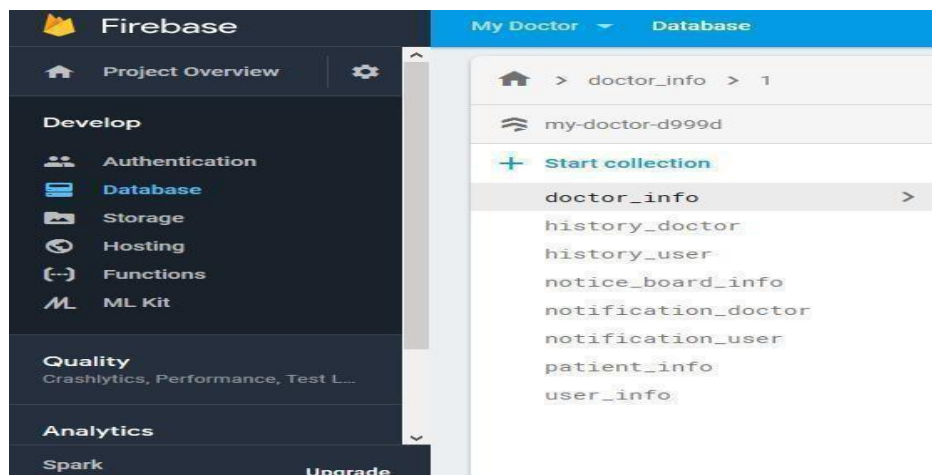 Firebase
Project Overview
Develop
Authentication
Database
Storage
Hosting
Functions
ML Kit
Quality
Crashlytics, Performance, Test L...
Analytics
Spark
Upgrade
My Doctor Database
> doctor_info > 1
my-doctor-d999d
+ Start collection
doctor_info >
history_doctor
history_user
notice_board_info
notification_doctor
notification_user
patient_info
user_info